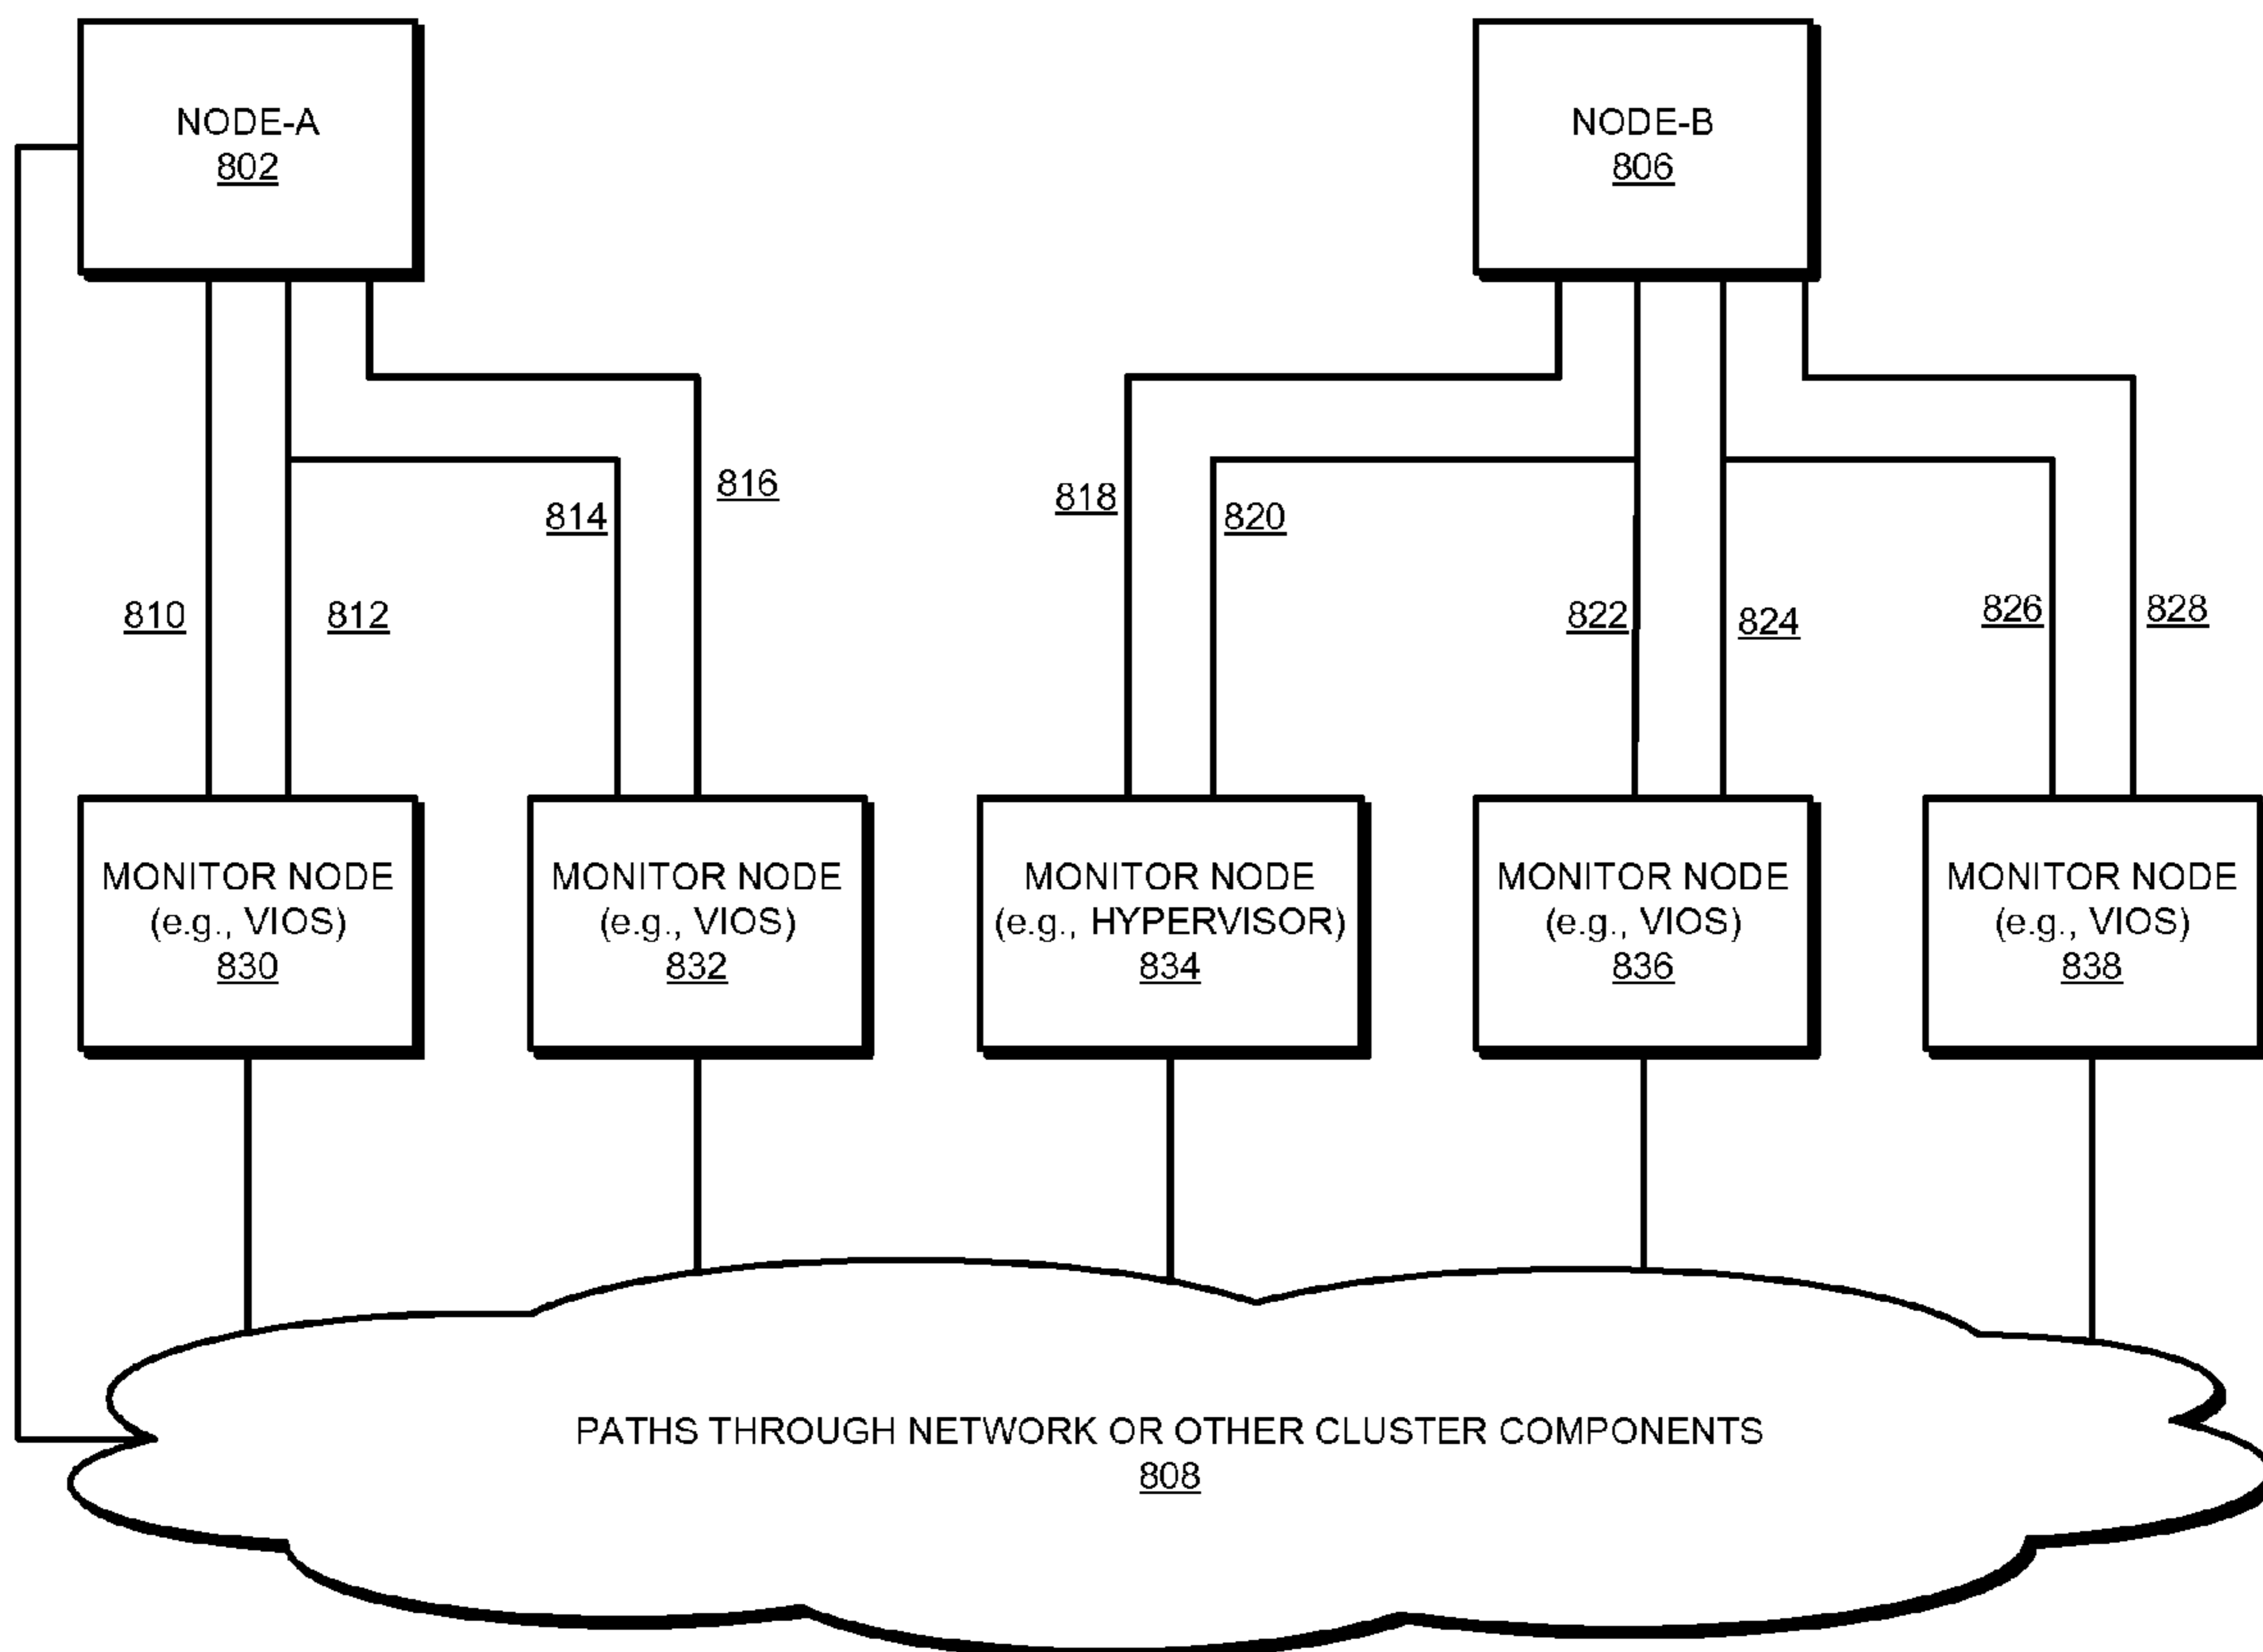 NODE-A
802
NODE-B
806
816
818
814
820
810
812
822
824
826
828
MONITOR NODE
(e.g., VIOS)
830
MONITOR NODE
(e.g., VIOS)
832
MONITOR NODE
(e.g., HYPERVISOR)
834
MONITOR NODE
(e.g., VIOS)
836
MONITOR NODE
(e.g., VIOS)
838
PATHS THROUGH NETWORK OR OTHER CLUSTER COMPONENTS
808